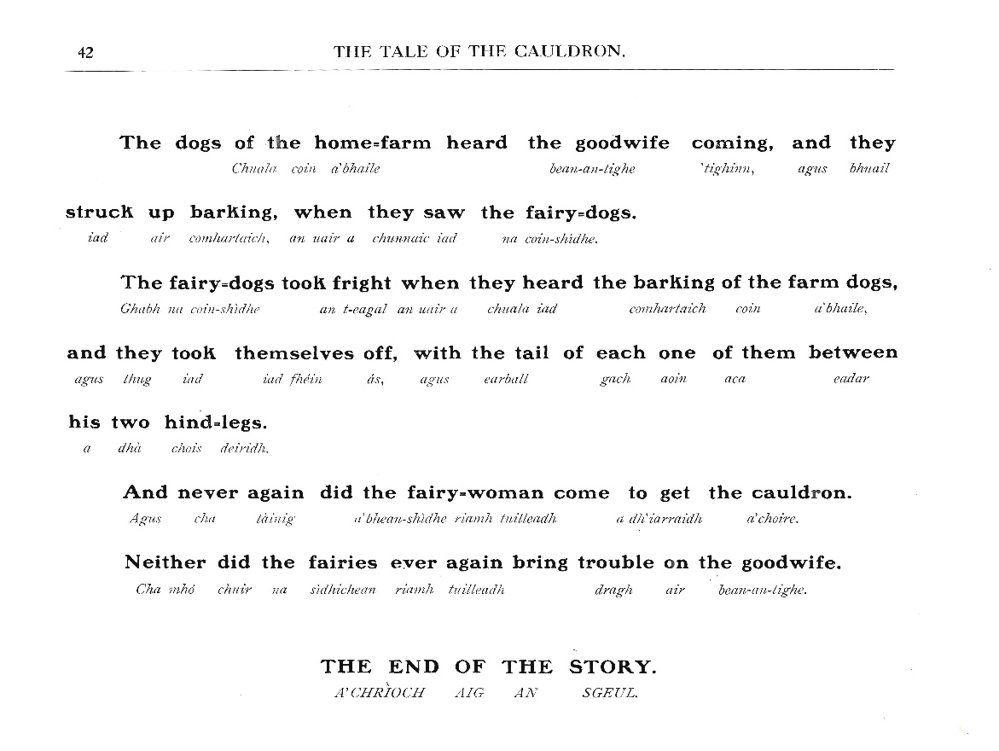 42 THE TALE OF THE CAULDRON.
The dogs of the home=farm heard the goodwife coming, and they
Chuala coin a'bhaile bean-an-tighe 'tighinn, agus bhuail
struck up barking, when they saw the fairy=dogs.
iad air comhartaich, an uair a chunnaic iad na coin-shìdhe.
The fairy=dogs took fright when they heard the barking of the farm dogs,
Ghabh na coin-shìdhe an t-eagal an uair a chuala iad comhartaich coin a'bhaile,
and they took themselves off, with the tail of each one of them between
agus thug iad iad fhéin ás, agus earball gach aoin aca eadar
his two hind=legs.
a dhà chois deiridh.
And never again did the fairy=woman come to get the cauldron.
Agus cha tàinig a'bhean-shìdhe riamh tuilleadh a dh'iarraidh a'choire.
Neither did the fairies ever again bring trouble on the goodwife.
Cha mhó chuir na sìdhichean riamh tuilleadh dragh air bean-an-tighe.
THE END OF THE STORY.
A' CHRÌOCH AIG AN SGEUL.